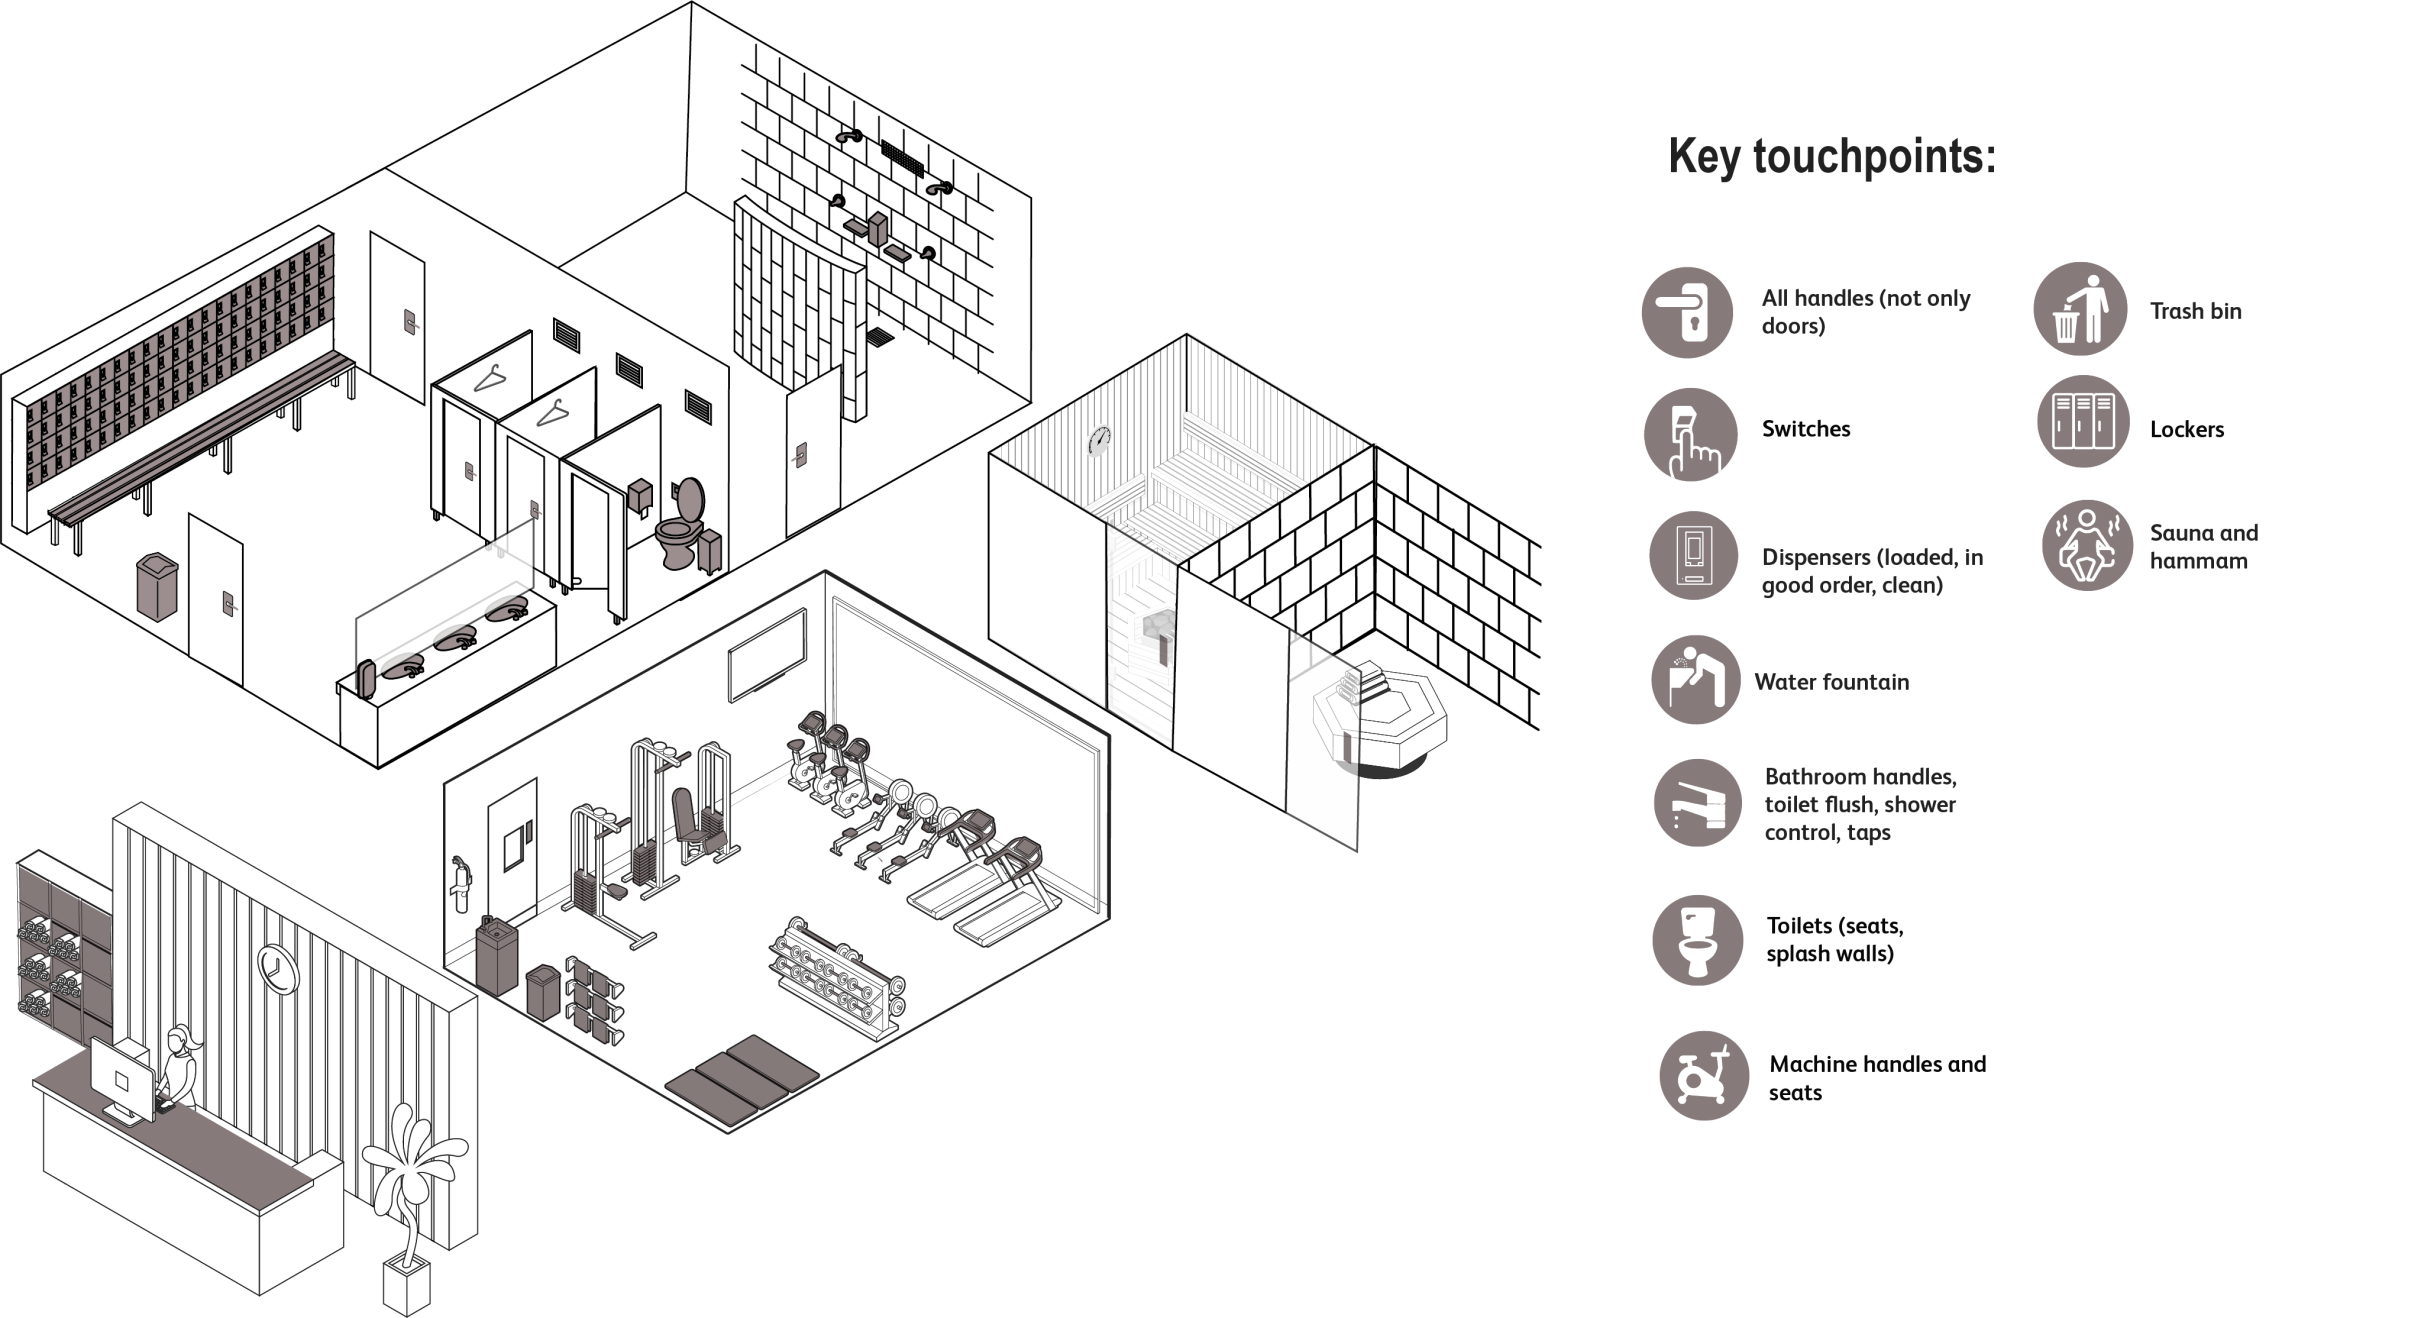 Key touchpoints:
All handles (not only
doors)
Switches
Dispensers (loaded, in
good order, clean)
Water fountain
Bathroom handles,
toilet flush, shower
control, taps
Toilets (seats,
splash walls)
Machine handles and
seats
Trash bin
Lockers
Sauna and
hammam